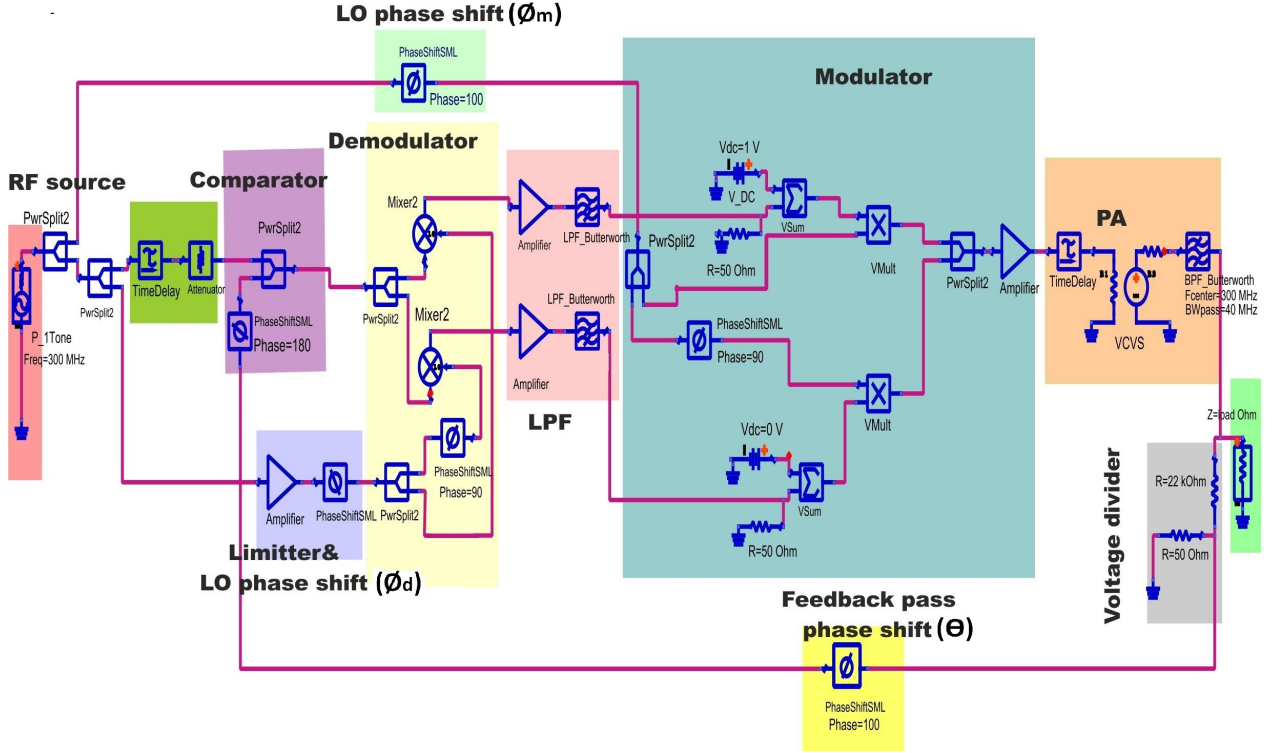 LO phase shift (Øm)
PhaseShiftSML
Phase=100
Modulator
Demodulator
RF source
Comparator
PwrSplit2
PwrSplit2
TimeDelay
Attenuator
PwrSplit2
PhaseShiftSML
Phase=180
P_1Tone
Freq=300 MHz
Mixer2
PwrSplit2
Mixer2
Amplifier
LPF_Butterworth
LPF_Butterworth
Amplifier
LPF
Vdc=1 V
V_DC
VSum
R=50 Ohm
PwrSplit2
VMult
PhaseShiftSML
Phase=90
VMult
PwrSplit2
Amplifier
Vdc=0 V
VSum
R=50 Ohm
PA
TimeDelay
VCVS
BPF_Butterworth
Fcenter=300 MHz
BWpass=40 MHz
Z=load Ohm
R=22 kOhm
R=50 Ohm
Voltage divider
PhaseShiftSML
Phase=90
Amplifier
PhaseShiftSML
PwrSplit2
Limitter&
LO phase shift (Ød)
Feedback pass
phase shift (Θ)
PhaseShiftSML
Phase=100